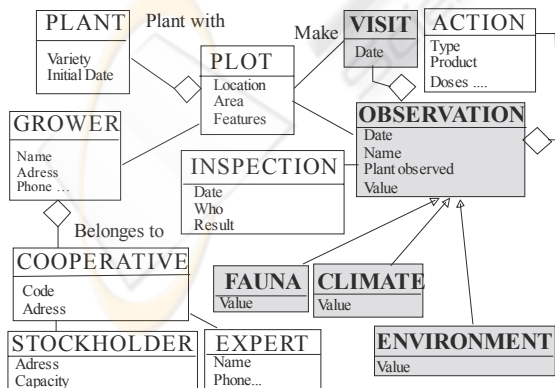 PLANT
Variety
Initial Date
Plant with
PLOT
Location
Area
Features
Make
VISIT
Date
ACTION
Type
Product
Doses ....
GROWER
Name
Adress
Phone ...
OBSERVATION
Date
Name
Plant observed
Value
INSPECTION
Date
Who
Result
Belongs to
COOPERATIVE
Code
Adress
FAUNA
Value
CLIMATE
Value
ENVIRONMENT
Value
STOCKHOLDER
Adress
Capacity
EXPERT
Name
Phone...